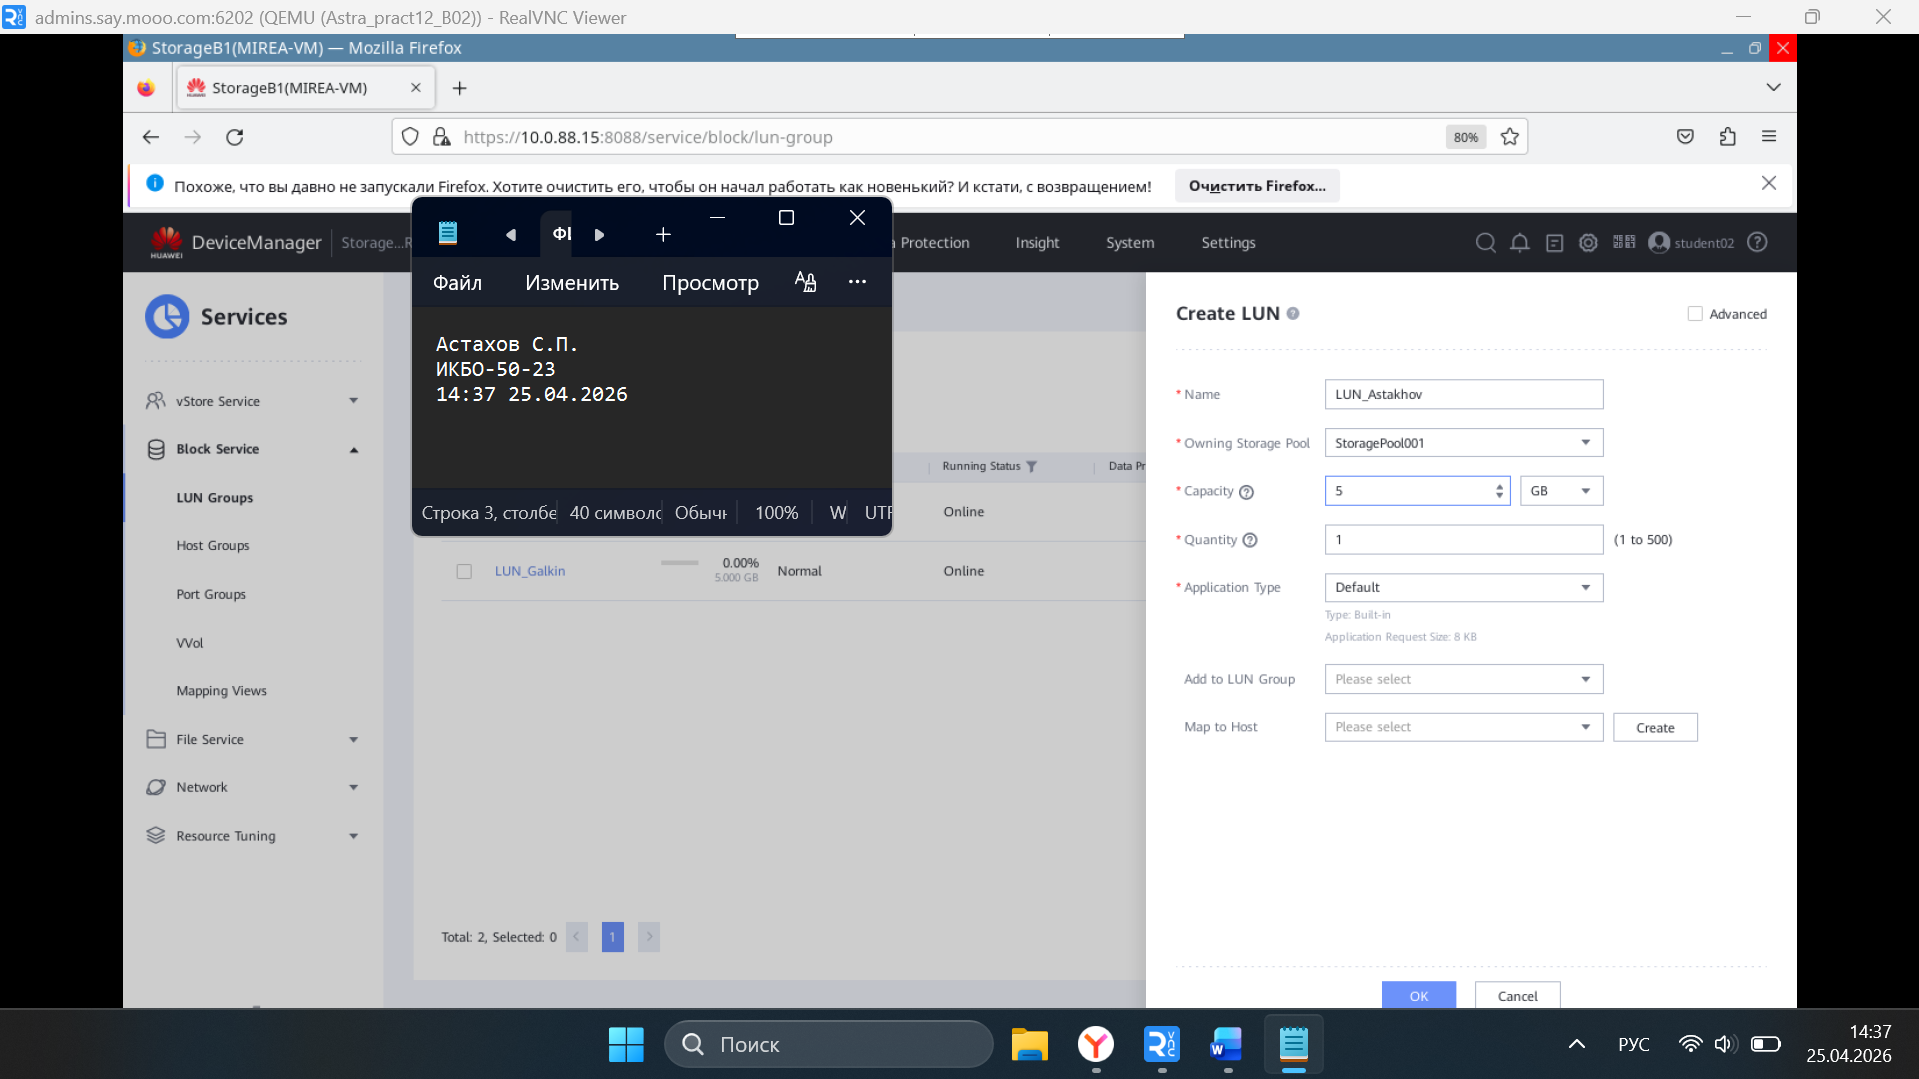 admins.say.mooo.com:6202 (QEMU (Astra_pract12_B02)) - RealVNC Viewer
StorageB1(MIREA-VM) — Mozilla Firefox
StorageB1(MIREA-VM)
https://10.0.88.15:8088/service/block/lun-group
80%
Похоже, что вы давно не запускали Firefox. Хотите очистить его, чтобы он начал работать как новенький? И кстати, с возвращением!
Очистить Firefox...
HUAWEI
DeviceManager
Storage...R
Protection
Insight
System
Settings
student02
Файл
Изменить
Просмотр
Астахов С.П.
ИКБО-50-23
14:37 25.04.2026
Строка 3, столбе
40 символо
Обычн
100%
W
UTF
Services
vStore Service
Block Service
LUN Groups
Host Groups
Port Groups
VVol
Mapping Views
File Service
Network
Resource Tuning
Running Status
Data Pr
Online
LUN_Galkin
0.00%
5.000 GB
Normal
Online
Total: 2, Selected: 0
1
Create LUN
Advanced
* Name
LUN_Astakhov
* Owning Storage Pool
StoragePool001
* Capacity
5
GB
* Quantity
1
(1 to 500)
* Application Type
Default
Type: Built-in
Application Request Size: 8 KB
Add to LUN Group
Please select
Map to Host
Please select
Create
OK
Cancel
Поиск
РУС
14:37
25.04.2026